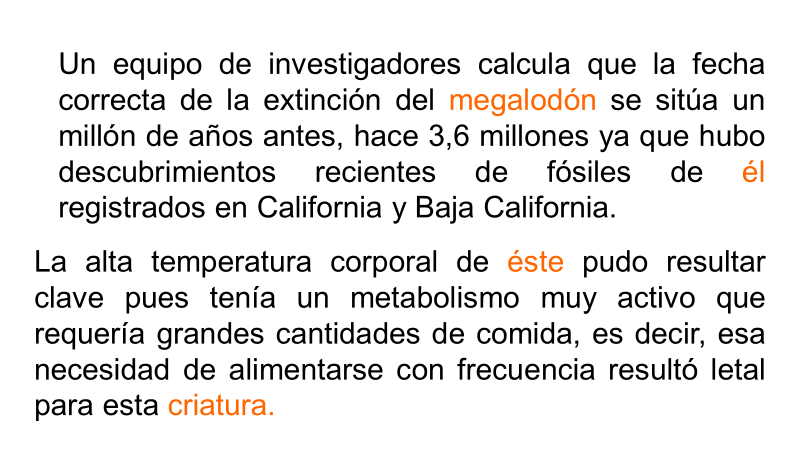 Un equipo de investigadores calcula que la fecha
correcta de la extinción del megalodón se sitúa un
millón de años antes, hace 3,6 millones ya que hubo
descubrimientos recientes de fósiles de él
registrados en California y Baja California.
La alta temperatura corporal de éste pudo resultar
clave pues tenía un metabolismo muy activo que
requería grandes cantidades de comida, es decir, esa
necesidad de alimentarse con frecuencia resultó letal
para esta criatura.